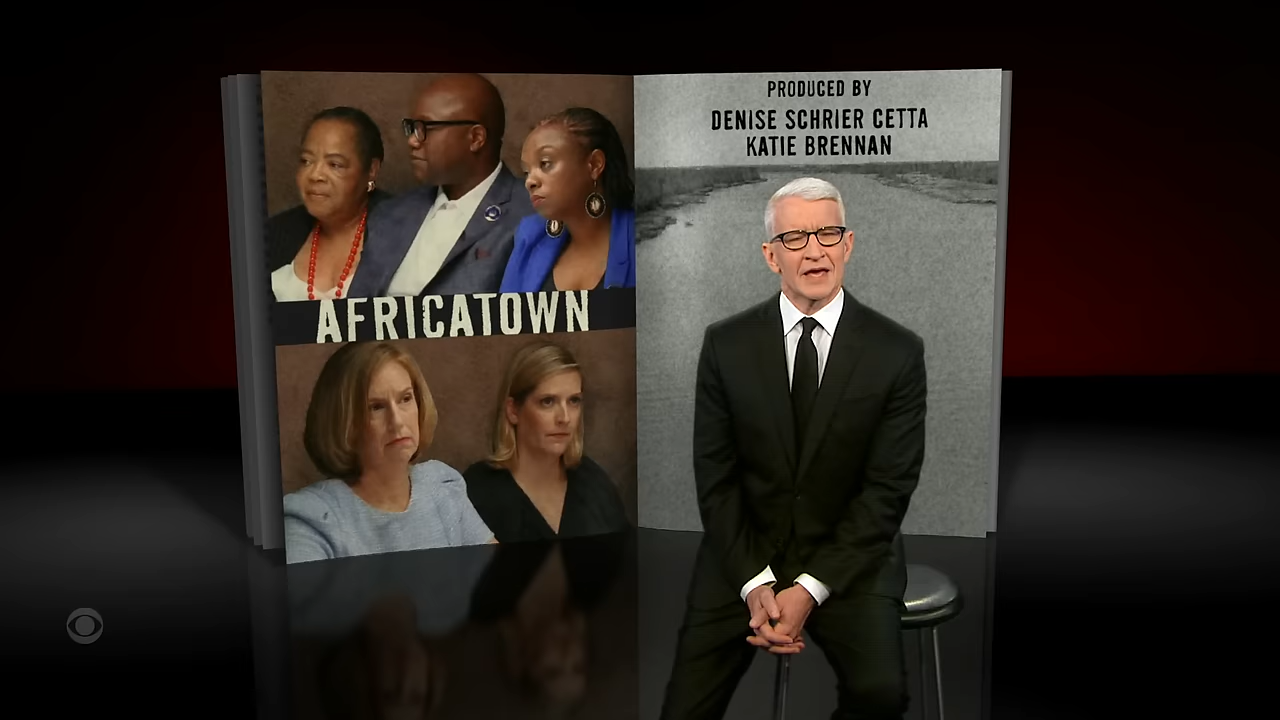 AFRICATOWN
PRODUCED BY
DENISE SCHRIER CETTA
KATIE BRENNAN